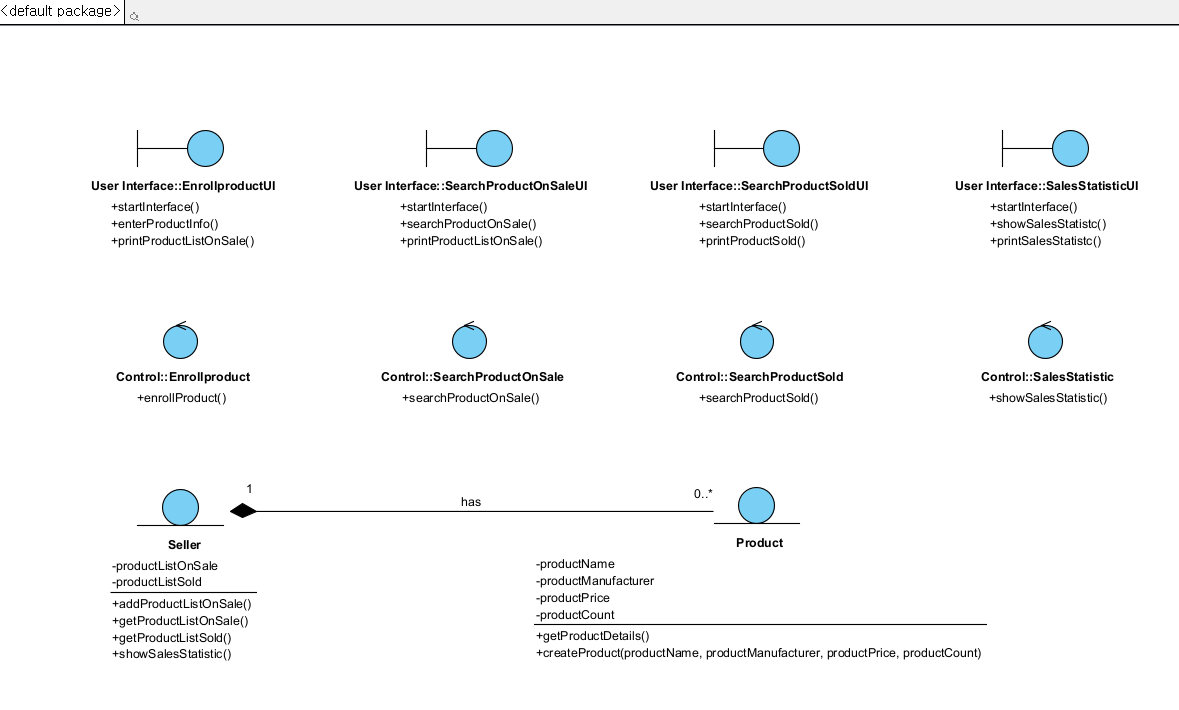 <default package>
User Interface::EnrollproductUI
+startInterface()
+enterProductInfo()
+printProductListOnSale()
User Interface::SearchProductOnSaleUI
+startInterface()
+searchProductOnSale()
+printProductListOnSale()
User Interface::SearchProductSoldUI
+startInterface()
+searchProductSold()
+printProductSold()
User Interface::SalesStatisticUI
+startInterface()
+showSalesStatistc()
+printSalesStatistc()
Control::Enrollproduct
+enrollProduct()
Control::SearchProductOnSale
+searchProductOnSale()
Control::SearchProductSold
+searchProductSold()
Control::SalesStatistic
+showSalesStatistic()
1
has
0..*
Seller
-productListOnSale
-productListSold
+addProductListOnSale()
+getProductListOnSale()
+getProductListSold()
+showSalesStatistic()
Product
-productName
-productManufacturer
-productPrice
-productCount
+getProductDetails()
+createProduct(productName, productManufacturer, productPrice, productCount)